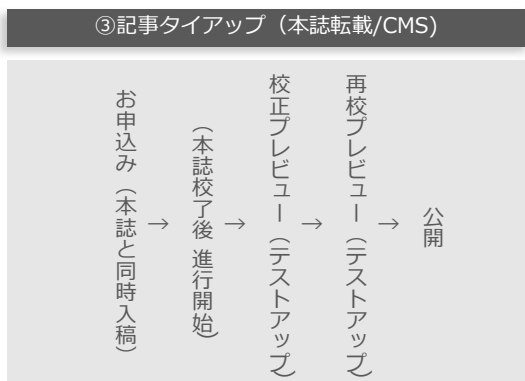 ③記事タイアップ（本誌転載/CMS)
お申込み（本誌と同時入稿）
→
（本誌校了後 進行開始）
→
校正プレビュー（テストアップ）
→
再校プレビュー（テストアップ）
→
公開